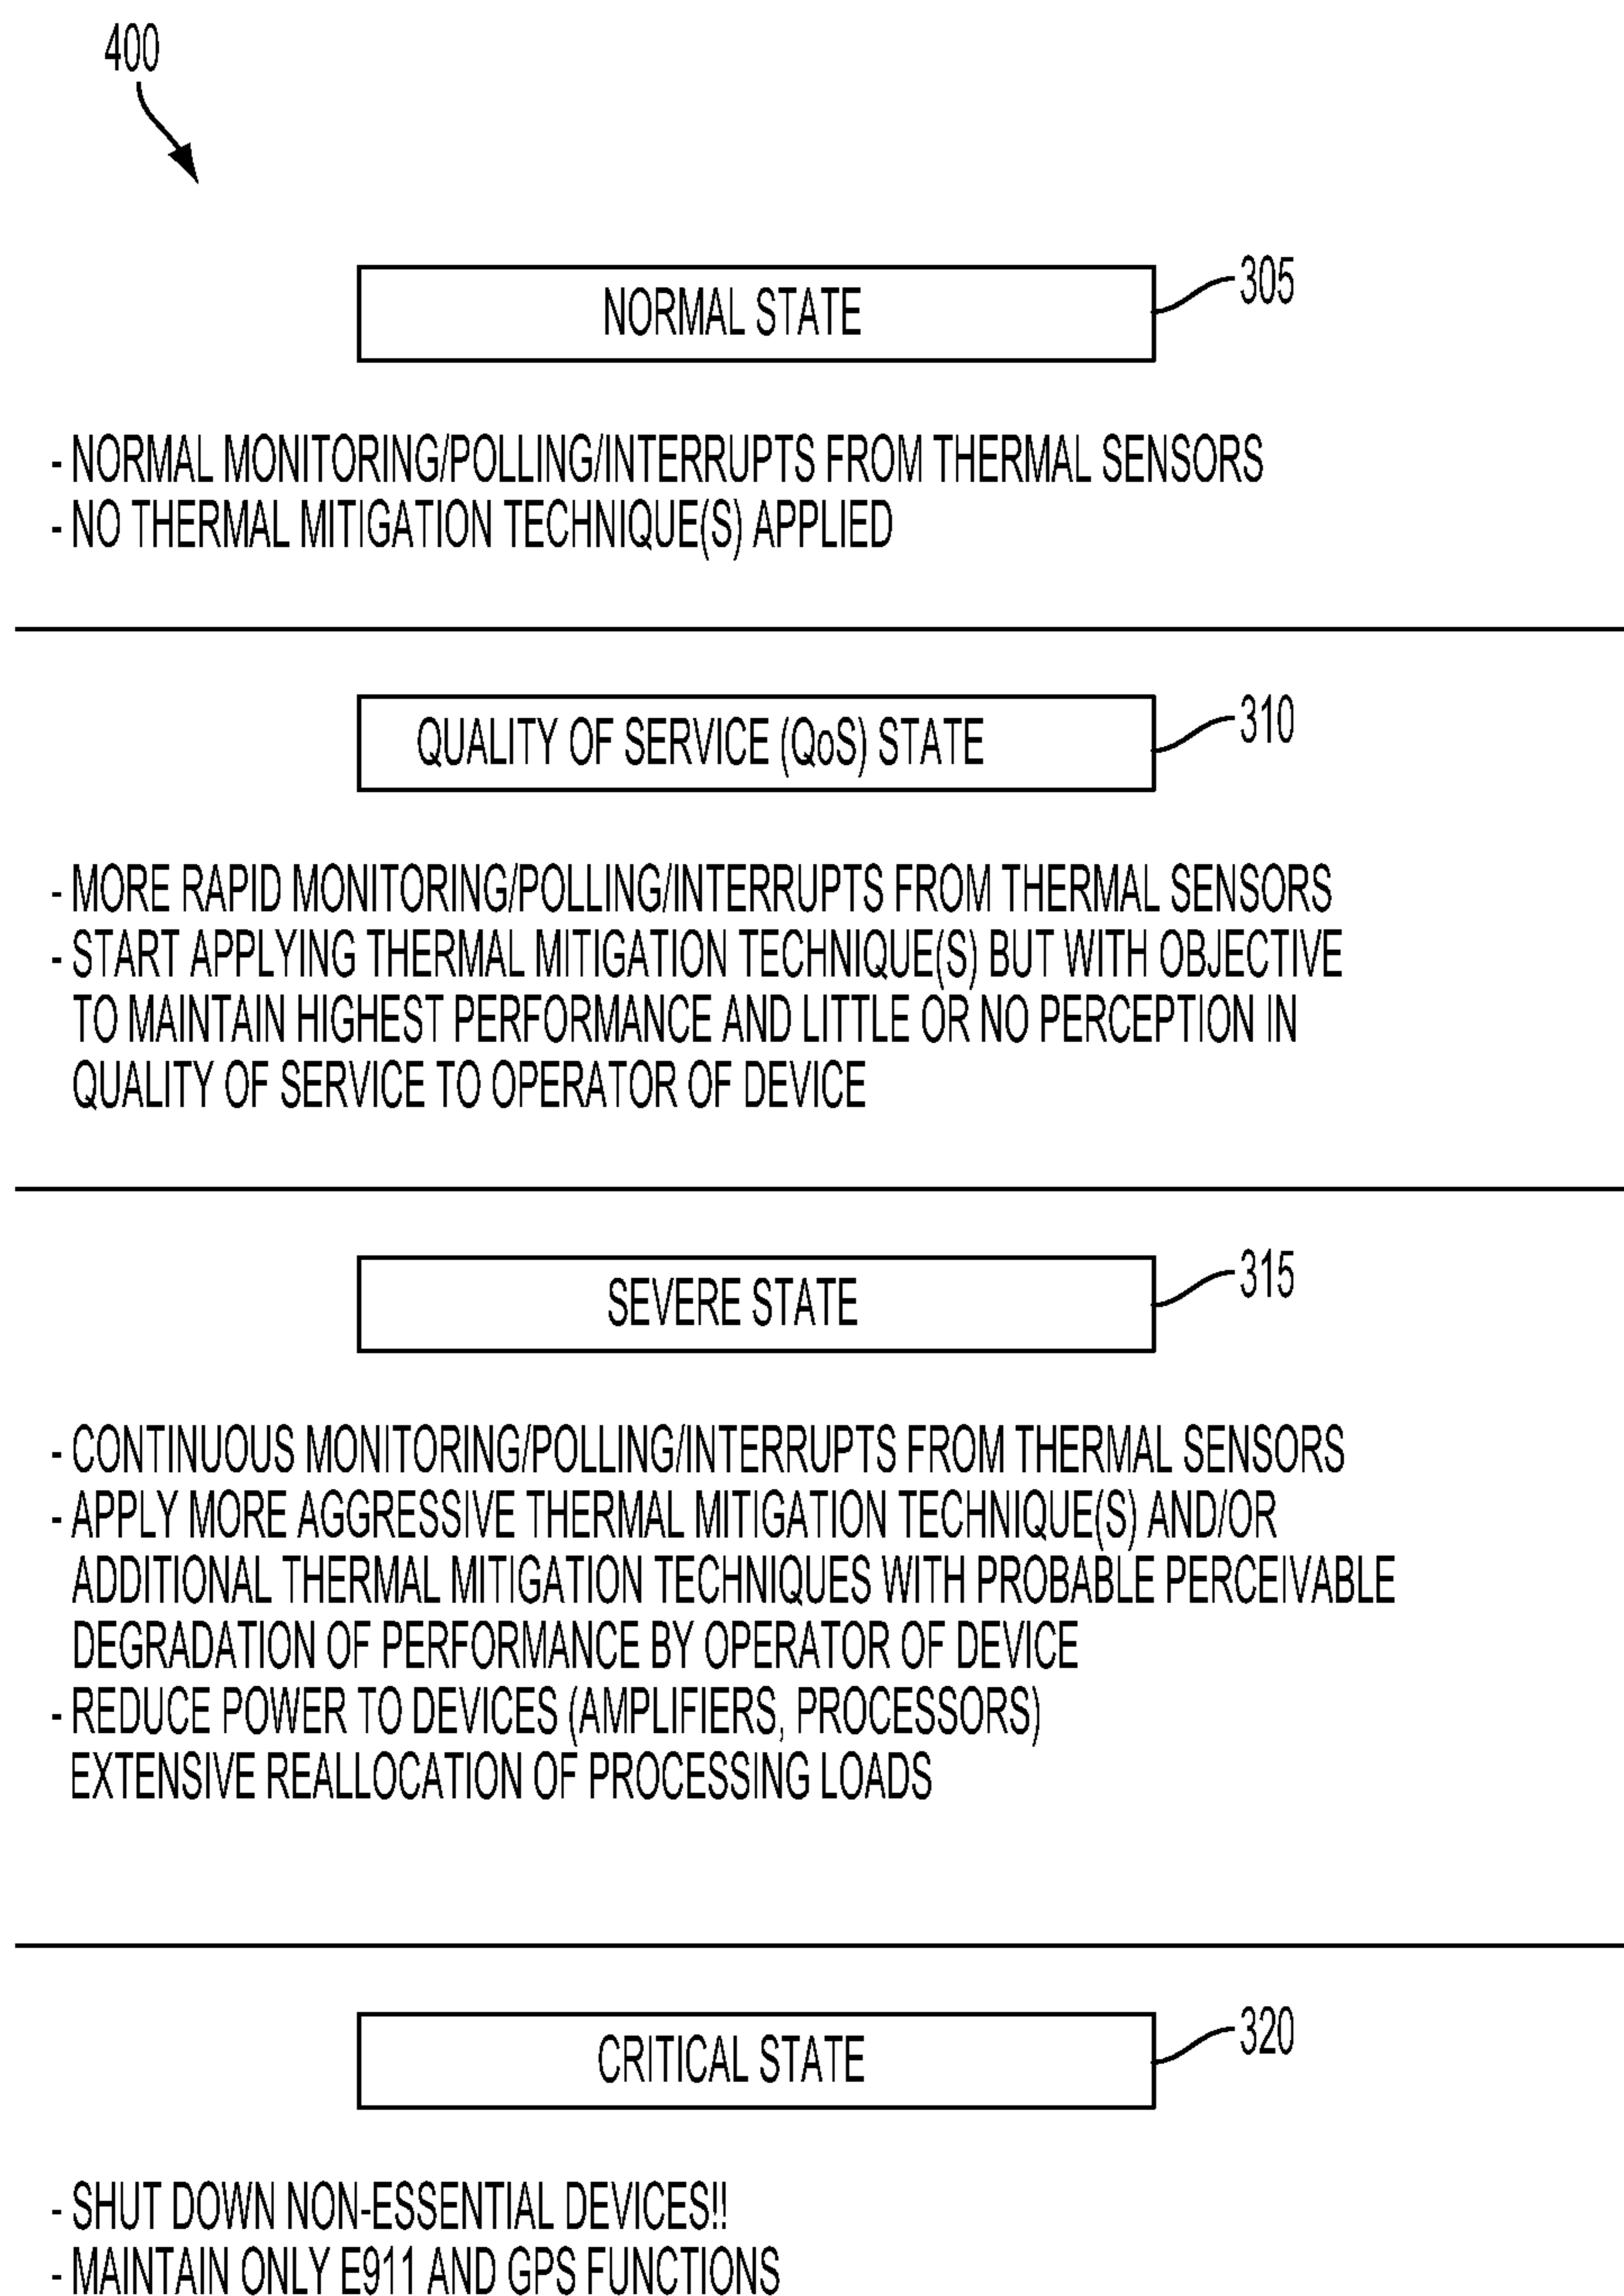 400
NORMAL STATE
305
- NORMAL MONITORING/POLLING/INTERRUPTS FROM THERMAL SENSORS
- NO THERMAL MITIGATION TECHNIQUE(S) APPLIED
QUALITY OF SERVICE (QoS) STATE
310
- MORE RAPID MONITORING/POLLING/INTERRUPTS FROM THERMAL SENSORS
- START APPLYING THERMAL MITIGATION TECHNIQUE(S) BUT WITH OBJECTIVE
TO MAINTAIN HIGHEST PERFORMANCE AND LITTLE OR NO PERCEPTION IN
QUALITY OF SERVICE TO OPERATOR OF DEVICE
SEVERE STATE
315
- CONTINUOUS MONITORING/POLLING/INTERRUPTS FROM THERMAL SENSORS
- APPLY MORE AGGRESSIVE THERMAL MITIGATION TECHNIQUE(S) AND/OR
ADDITIONAL THERMAL MITIGATION TECHNIQUES WITH PROBABLE PERCEIVABLE
DEGRADATION OF PERFORMANCE BY OPERATOR OF DEVICE
- REDUCE POWER TO DEVICES (AMPLIFIERS, PROCESSORS)
EXTENSIVE REALLOCATION OF PROCESSING LOADS
CRITICAL STATE
320
- SHUT DOWN NON-ESSENTIAL DEVICES!!
- MAINTAIN ONLY E911 AND GPS FUNCTIONS